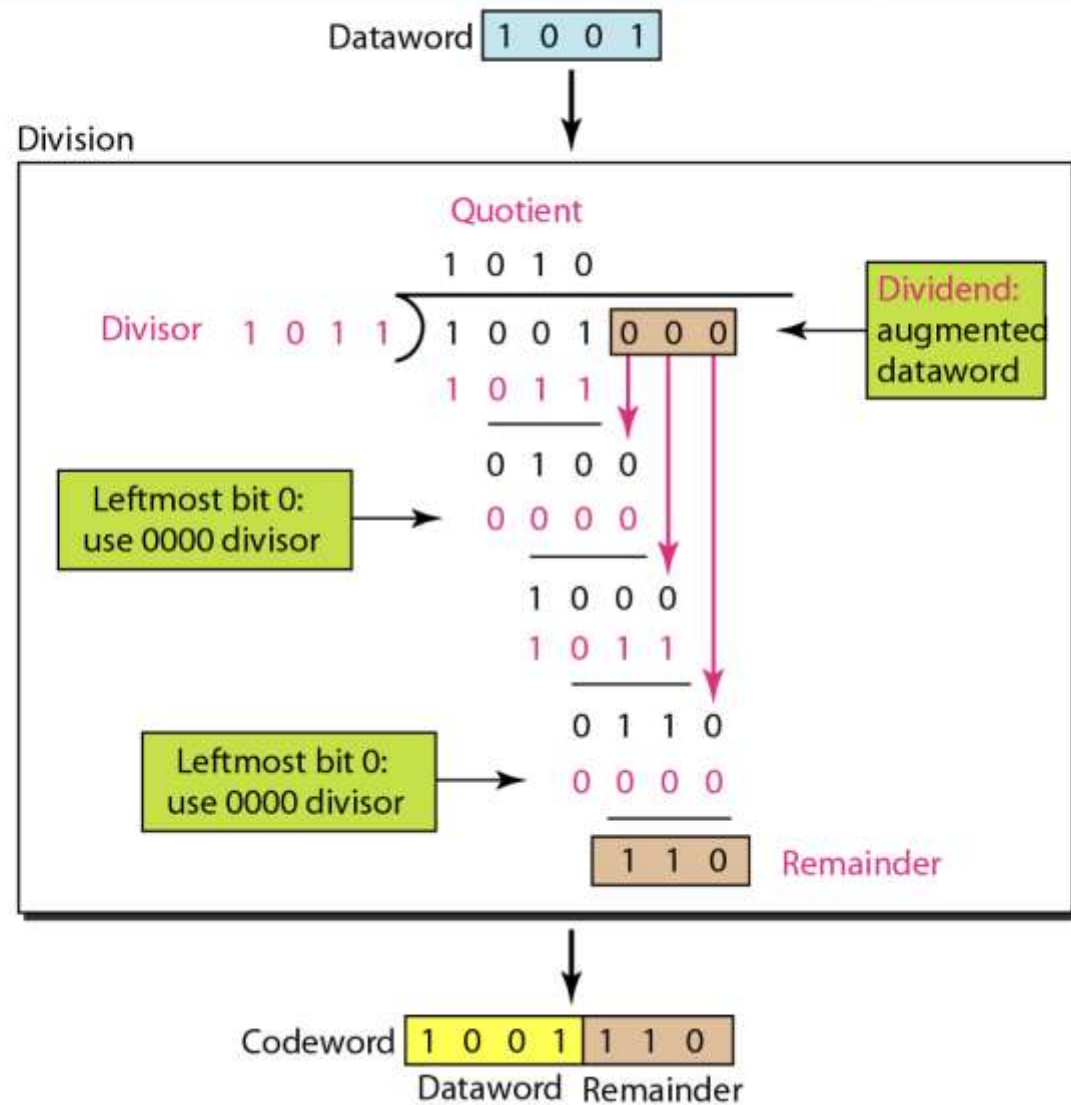 Dataword 1 0 0 1
Division
Quotient
1 0 1 0
Divisor 1 0 1 1 1 0 0 1 0 0 0
Dividend:
augmented
dataword
1 0 1 1
0 1 0 0
Leftmost bit 0:
use 0000 divisor
0 0 0 0
1 0 0 0
1 0 1 1
0 1 1 0
Leftmost bit 0:
use 0000 divisor
0 0 0 0
1 1 0 Remainder
Codeword 1 0 0 1 1 1 0
Dataword Remainder